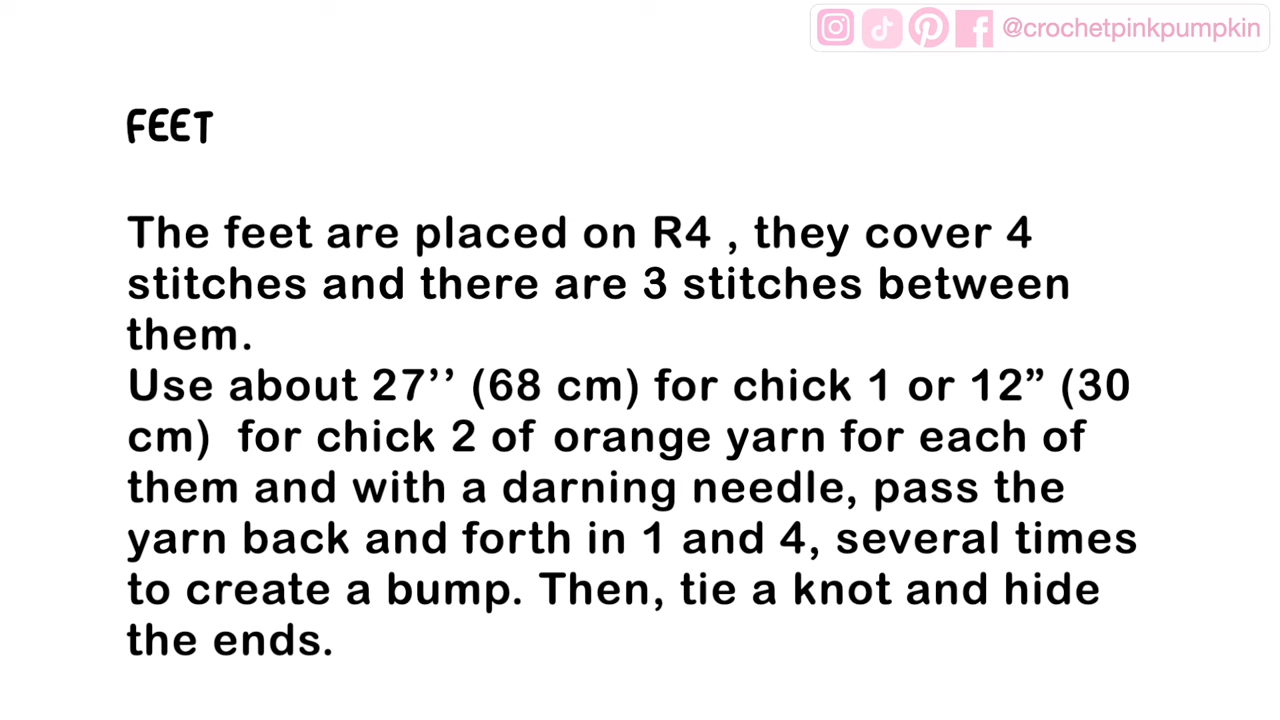 @crochetpinkpumpkin
FEET
The feet are placed on R4 , they cover 4
stitches and there are 3 stitches between
them.
Use about 27’’ (68 cm) for chick 1 or 12” (30
cm)  for chick 2 of orange yarn for each of
them and with a darning needle, pass the
yarn back and forth in 1 and 4, several times
to create a bump. Then, tie a knot and hide
the ends.